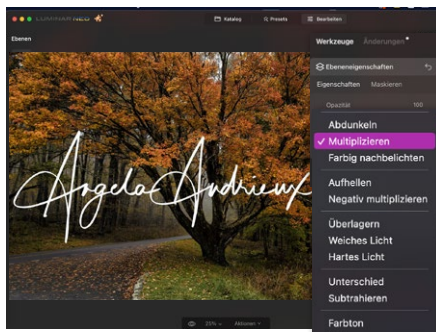 LUMINAR NEO
Katalog
Presets
Bearbeiten
Ebenen
Werkzeuge
Änderungen
Ebeneneigenschaften
Eigenschaften
Maskieren
Opazität 100
Abdunkeln
✓ Multiplizieren
Farbig nachbelichten
Aufhellen
Negativ multiplizieren
Überlagern
Weiches Licht
Hartes Licht
Unterschied
Subtrahieren
Farbton
Angela Andrieux
20%
Aktionen